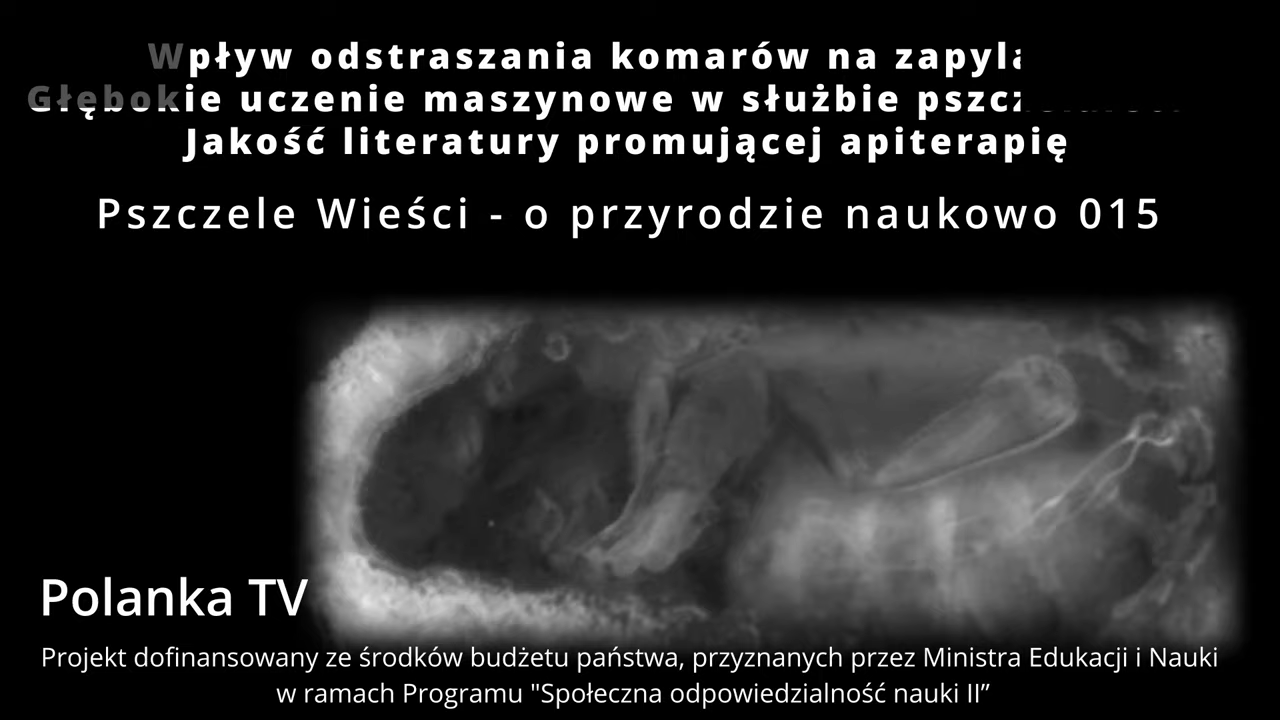 Wpływ odstraszania komarów na
Głębokie uczenie maszynowe w służbie
Jakość literatury promującej apiterapię
Pszczele Wieści - o przyrodzie naukowo 015
Polanka TV
Projekt dofinansowany ze środków budżetu państwa, przyznanych przez Ministra Edukacji i Nauki
w ramach Programu "Społeczna odpowiedzialność nauki II”